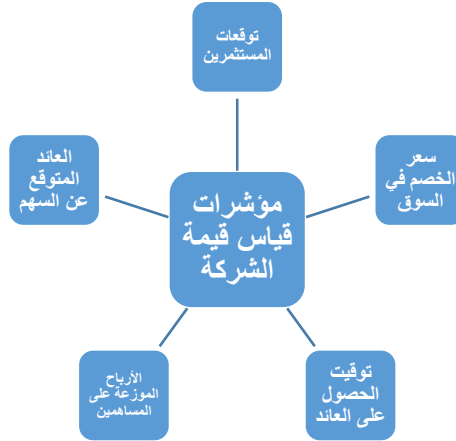 توقعات
المستثمرين
سعر
الخصم في
السوق
توقيت
الحصول
على العائد
الأرباح
الموزعة على
المساهمين
العائد
المتوقع
عن السهم
مؤشرات
قياس قيمة
الشركة